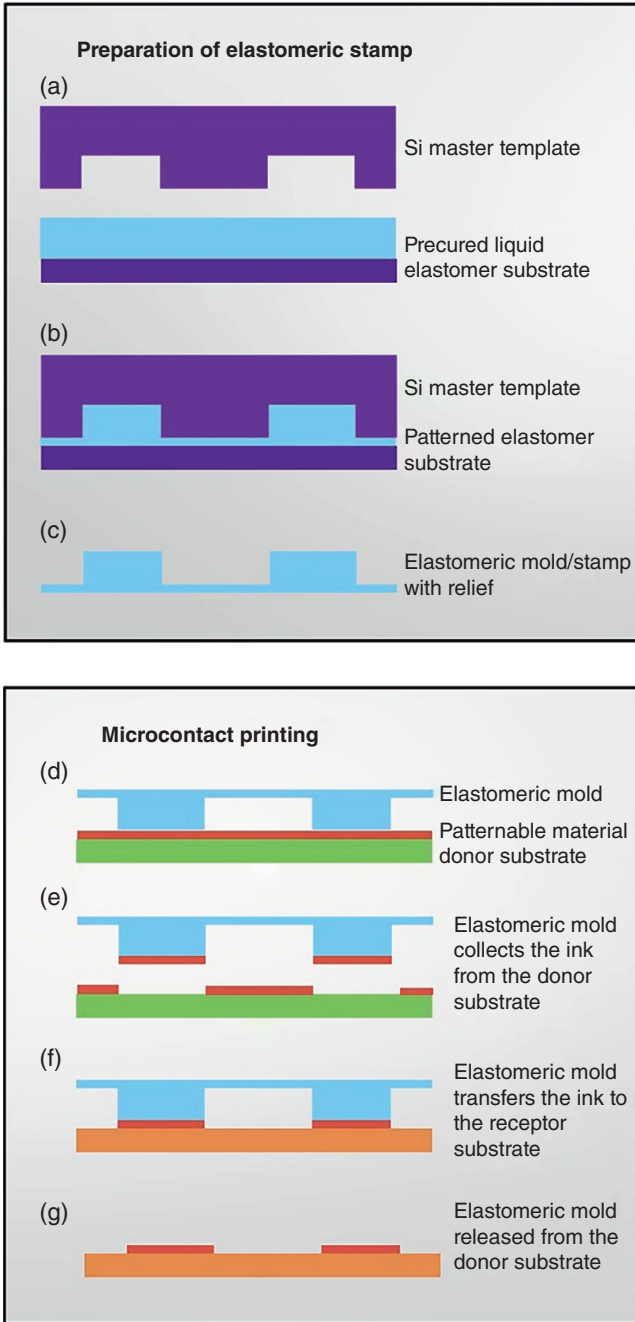 Preparation of elastomeric stamp
(a)
Si master template
Precured liquid
elastomer substrate
(b)
Si master template
Patterned elastomer
substrate
(c)
Elastomeric mold/stamp
with relief
Microcontact printing
(d)
Elastomeric mold
Patternable material
donor substrate
(e)
Elastomeric mold
collects the ink
from the donor
substrate
(f)
Elastomeric mold
transfers the ink to
the receptor
substrate
(g)
Elastomeric mold
released from the
donor substrate